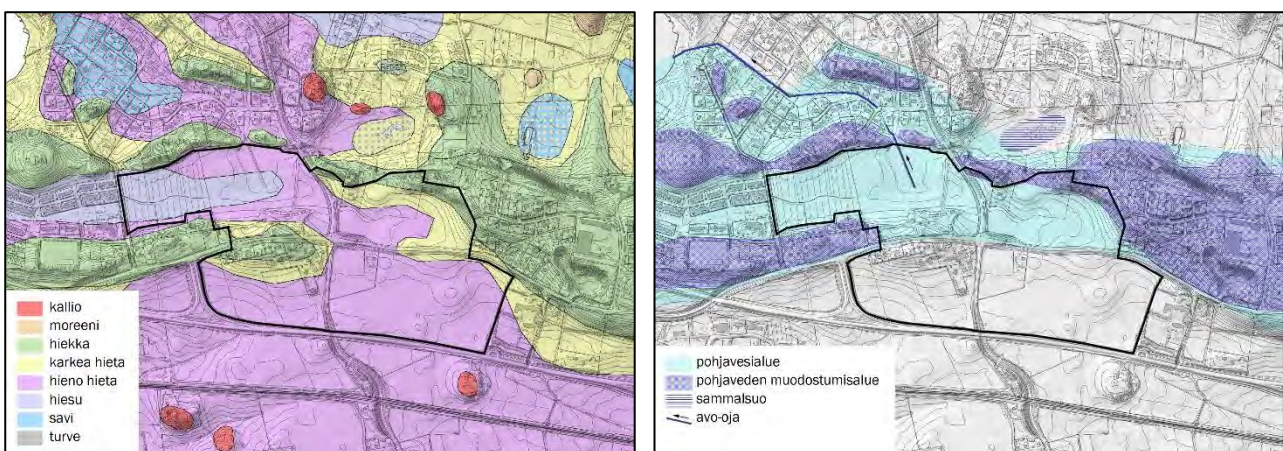 kallio
moreeni
hiekka
karkea hieta
hieno hieta
hiesu
savi
turve
pohjavesialue
pohjaveden muodostumisalue
sammalsuo
avo-oja